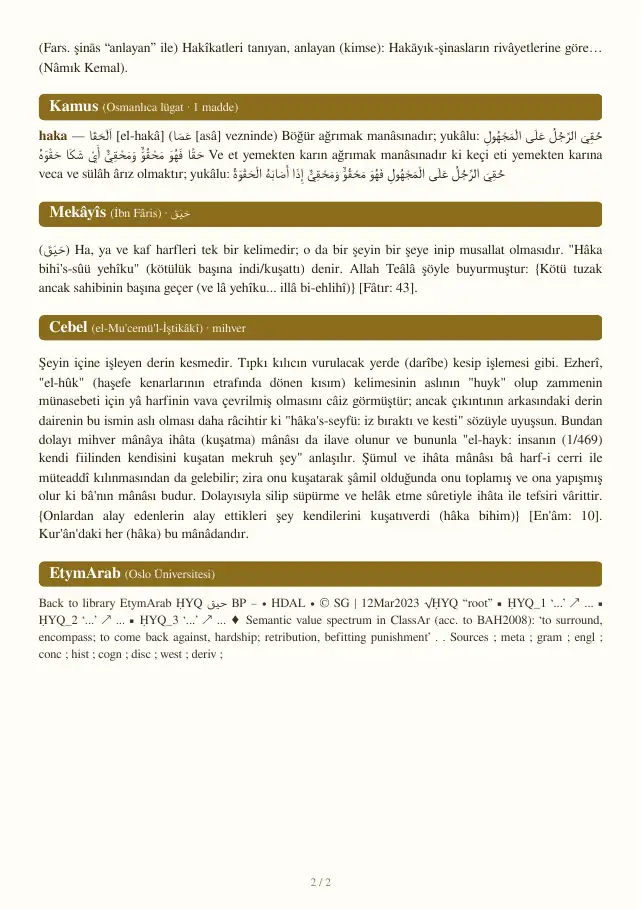 (Fars. şinās “anlayan” ile) Hakîkatleri tanıyan, anlayan (kimse): Hakāyık-şinasların rivâyetlerine göre…
(Nâmık Kemal).
Kamus (Osmanlıca lügat · 1 madde)
haka — اَلْحَقَا [el-hakâ] (عَصَا [asâ] vezninde) Böğür ağrımak manâsınadır; yukâlu: حُقِيَ الرَّجُلُ عَلَى الْمَجْهُولِ
حَقًا فَهُوَ مَحْقُوٌّ وَمَحْقِيٌّ أَيْ شَكَا حَقْوَهُ Ve et yemekten karın ağrımak manâsınadır ki keçi eti yemekten karına
veca ve sülâh ârız olmaktır; yukâlu: حُقِيَ الرَّجُلُ عَلَى الْمَجْهُولِ فَهُوَ مَحْقُوٌّ وَمَحْقِيٌّ إِذَا أَصَابَهُ الْحَقْوَةُ
Mekâyîs (İbn Fâris) · حَيَقَ
(حَيَقَ) Ha, ya ve kaf harfleri tek bir kelimedir; o da bir şeyin bir şeye inip musallat olmasıdır. "Hâka
bihi's-sûü yehîku" (kötülük başına indi/kuşattı) denir. Allah Teâlâ şöyle buyurmuştur: {Kötü tuzak
ancak sahibinin başına geçer (ve lâ yehîku... illâ bi-ehlihî)} [Fâtır: 43].
Cebel (el-Mu'cemü'l-İştikâkî) · mihver
Şeyin içine işleyen derin kesmedir. Tıpkı kılıcın vurulacak yerde (darîbe) kesip işlemesi gibi. Ezherî,
"el-hûk" (haşefe kenarlarının etrafında dönen kısım) kelimesinin aslının "huyk" olup zammenin
münasebeti için yâ harfinin vava çevrilmiş olmasını câiz görmüştür; ancak çıkıntının arkasındaki derin
dairenin bu ismin aslı olması daha râcihtir ki "hâka's-seyfü: iz bıraktı ve kesti" sözüyle uyuşsun. Bundan
dolayı mihver mânâya ihâta (kuşatma) mânâsı da ilave olunur ve bununla "el-hayk: insanın (1/469)
kendi fiilinden kendisini kuşatan mekruh şey" anlaşılır. Şümul ve ihâta mânâsı bâ harf-i cerri ile
müteaddî kılınmasından da gelebilir; zira onu kuşatarak şâmil olduğunda onu toplamış ve ona yapışmış
olur ki bâ'nın mânâsı budur. Dolayısıyla silip süpürme ve helâk etme sûretiyle ihâta ile tefsiri vârittir.
{Onlardan alay edenlerin alay ettikleri şey kendilerini kuşatıverdi (hâka bihim)} [En'âm: 10].
Kur'ân'daki her (hâka) bu mânâdandır.
EtymArab (Oslo Üniversitesi)
Back to library EtymArab ḤYQ حيق BP – • HDAL • © SG | 12Mar2023 √ḤYQ “root” ▪ ḤYQ_1 ‘...’ ↗ ... ▪
ḤYQ_2 ‘...’ ↗ ... ▪ ḤYQ_3 ‘...’ ↗ ... ♦ Semantic value spectrum in ClassAr (acc. to BAH2008): ‘to surround,
encompass; to come back against, hardship; retribution, befitting punishment’ . . Sources ; meta ; gram ; engl ;
conc ; hist ; cogn ; disc ; west ; deriv ;
2 / 2